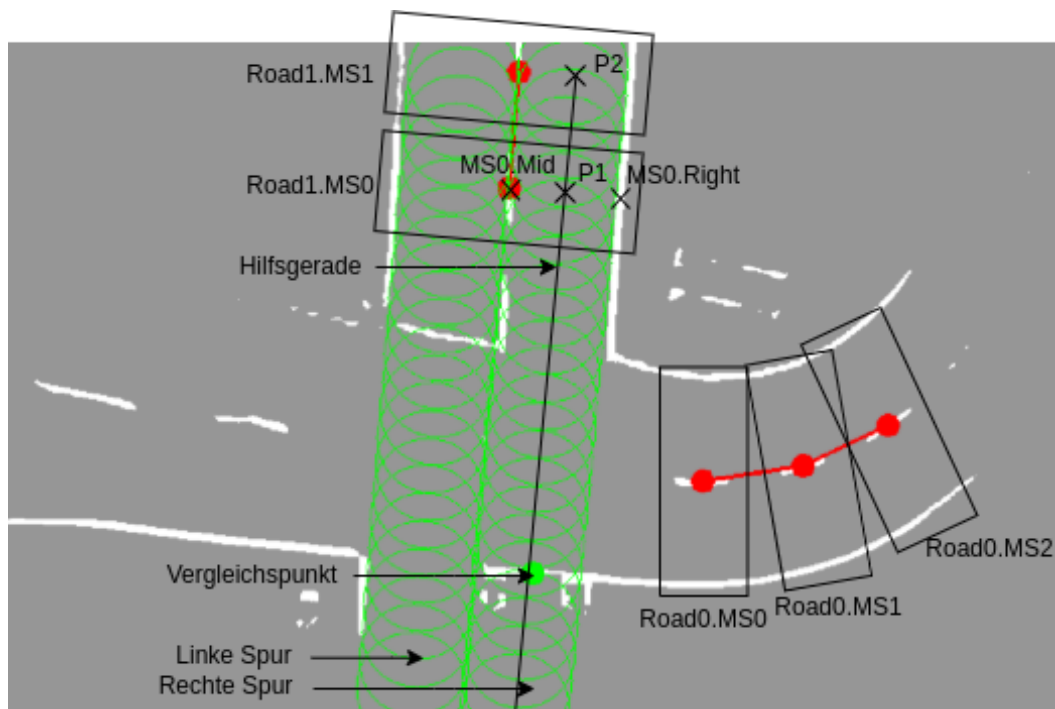 Road1.MS1
P2
Road1.MS0
MS0.Mid
P1
MS0.Right
Hilfsgerade
Vergleichspunkt
Road0.MS2
Road0.MS1
Road0.MS0
Linke Spur
Rechte Spur